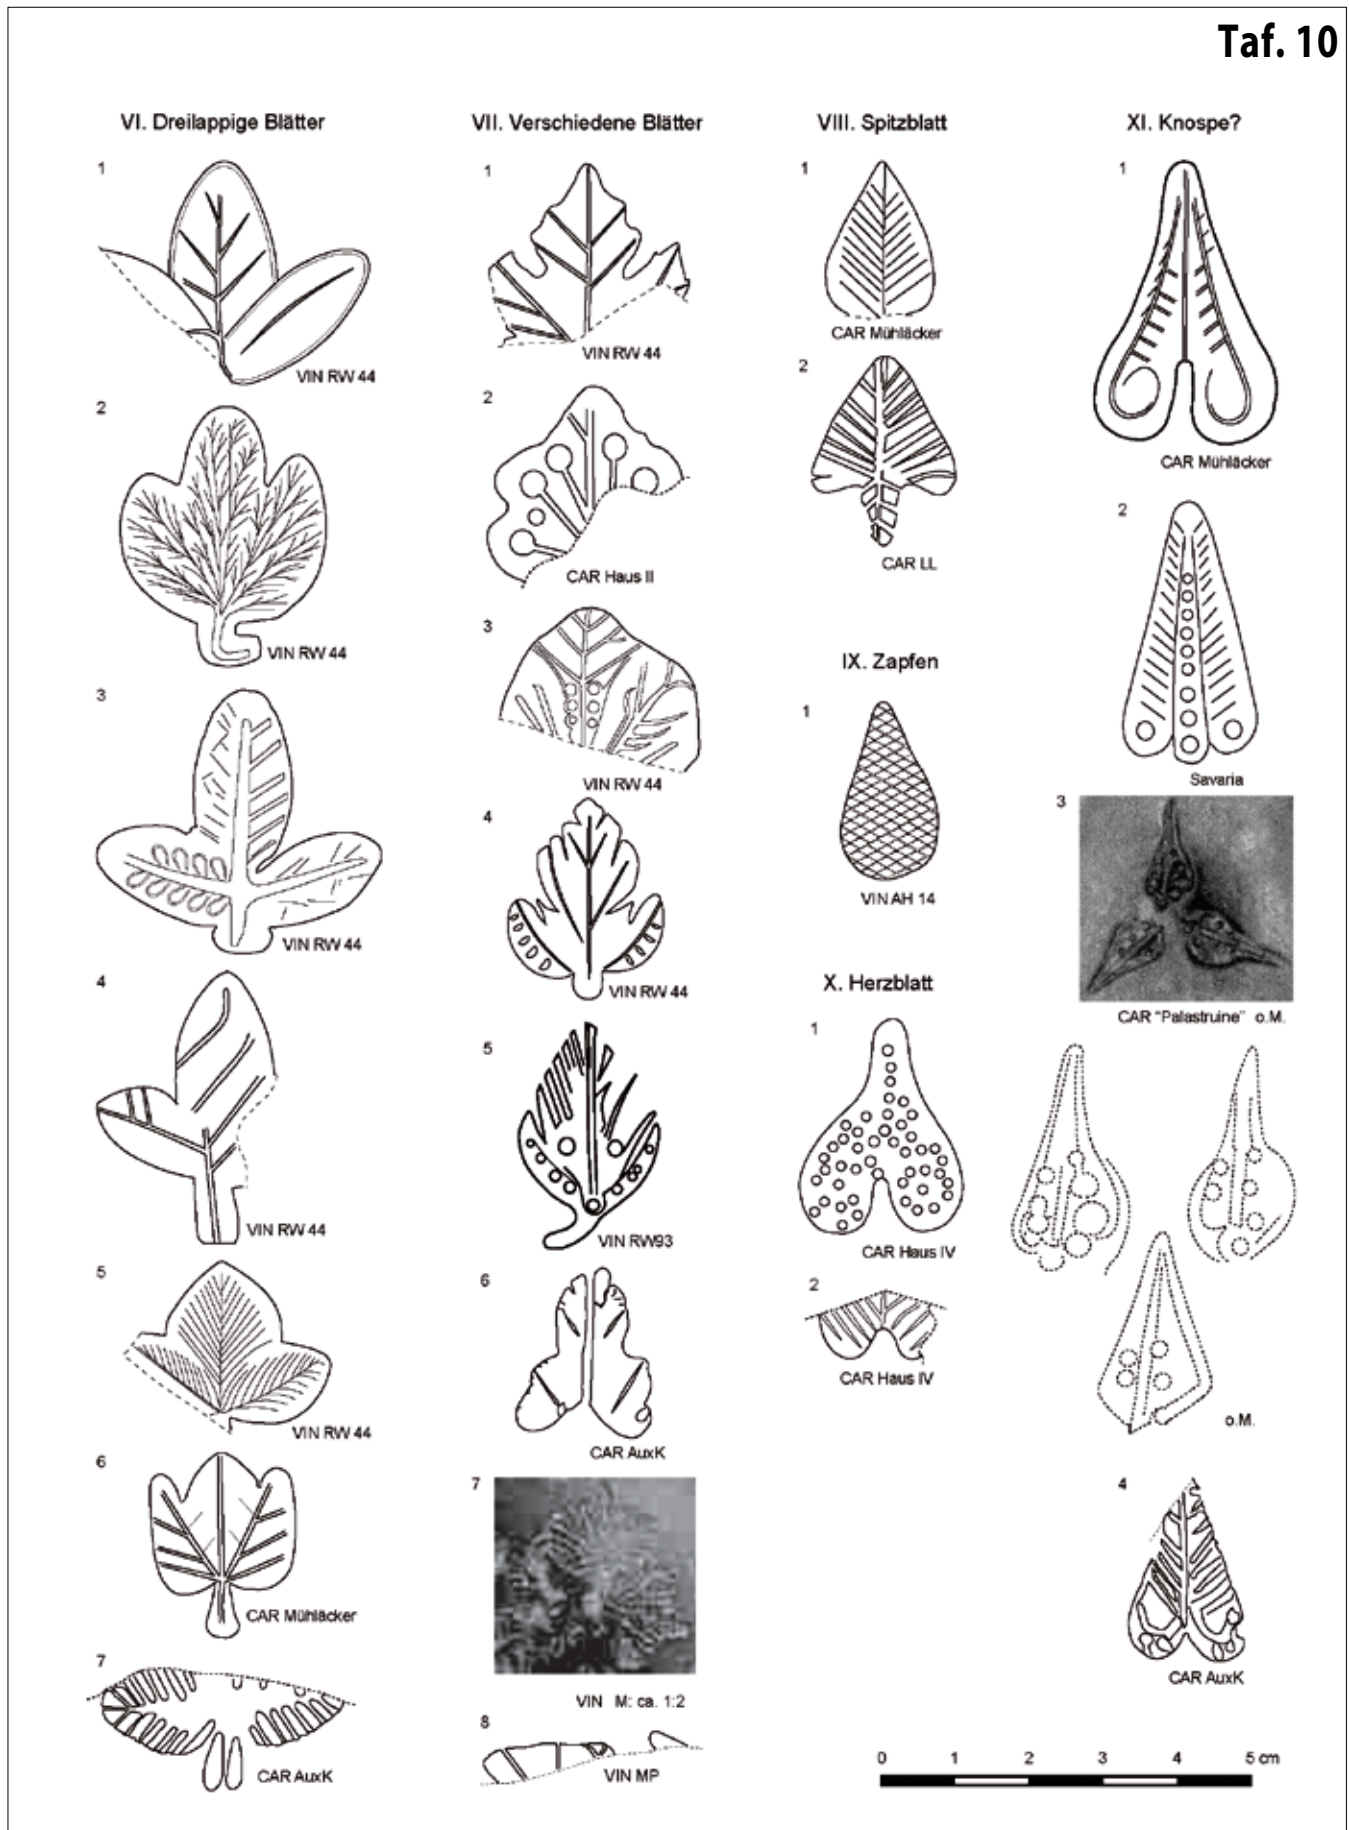 Taf. 10
VI. Dreilappige Blätter
1
VIN RW 44
2
VIN RW 44
3
VIN RW 44
4
VIN RW 44
5
VIN RW 44
6
CAR Mühläcker
7
CAR AuxK
VII. Verschiedene Blätter
1
VIN RW 44
2
CAR Haus II
3
VIN RW 44
4
VIN RW 44
5
VIN RW93
6
CAR AuxK
7
VIN M: ca. 1:2
8
VIN MP
VIII. Spitzblatt
1
CAR Mühläcker
2
CAR LL
IX. Zapfen
1
VIN AH 14
X. Herzblatt
1
CAR Haus IV
2
CAR Haus IV
XI. Knospe?
1
CAR Mühläcker
2
Savaria
3
CAR "Palastruine" o.M.
o.M.
4
CAR AuxK
0 1 2 3 4 5 cm